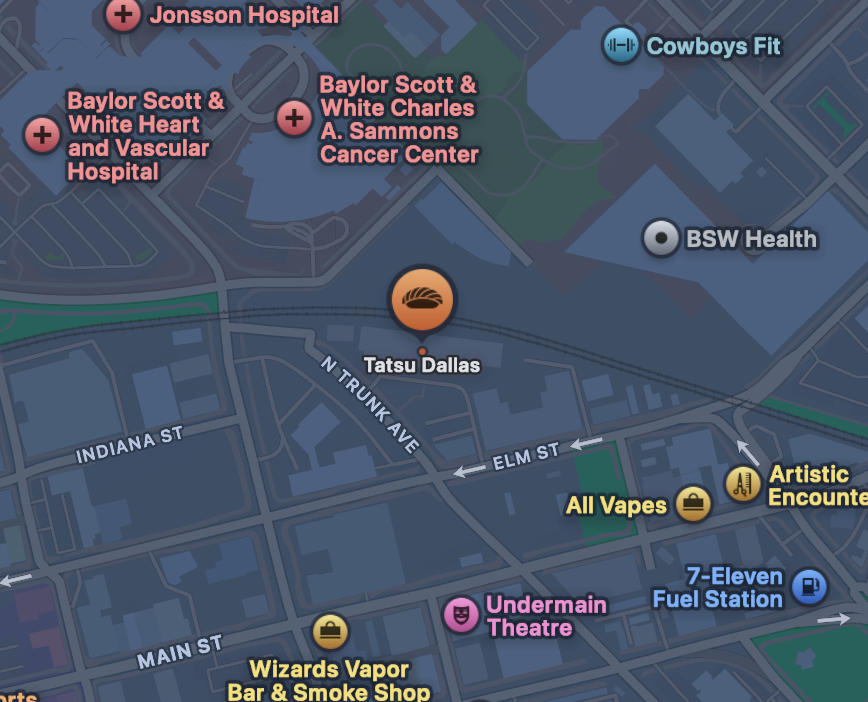 Jonsson Hospital
Cowboys Fit
Baylor Scott &
White Heart
and Vascular
Hospital
Baylor Scott &
White Charles
A. Sammons
Cancer Center
BSW Health
Tatsu Dallas
N TRUNK AVE
INDIANA ST
ELM ST
All Vapes
Artistic
Encounte
7-Eleven
Fuel Station
Undermain
Theatre
MAIN ST
Wizards Vapor
Bar & Smoke Shop
orts